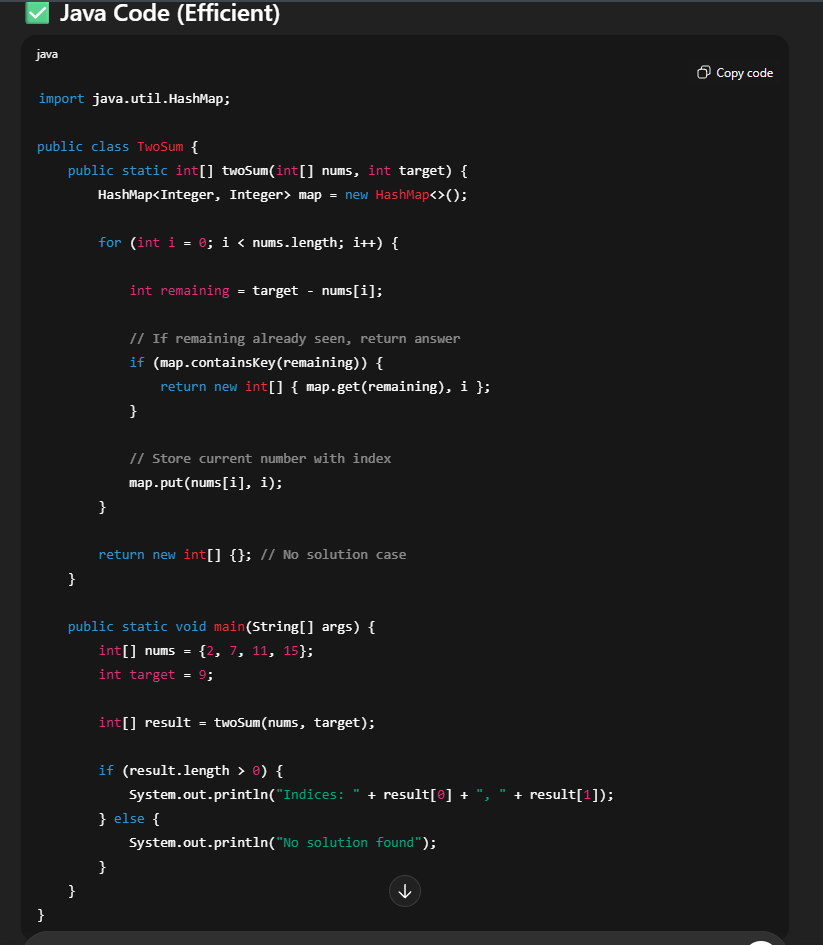 ✅ Java Code (Efficient)
java
Copy code
import java.util.HashMap;
public class TwoSum {
    public static int[] twoSum(int[] nums, int target) {
        HashMap<Integer, Integer> map = new HashMap<>();
        for (int i = 0; i < nums.length; i++) {
            int remaining = target - nums[i];
            // If remaining already seen, return answer
            if (map.containsKey(remaining)) {
                return new int[] { map.get(remaining), i };
            }
            // Store current number with index
            map.put(nums[i], i);
        }
        return new int[] {}; // No solution case
    }
    public static void main(String[] args) {
        int[] nums = {2, 7, 11, 15};
        int target = 9;
        int[] result = twoSum(nums, target);
        if (result.length > 0) {
            System.out.println("Indices: " + result[0] + ", " + result[1]);
        } else {
            System.out.println("No solution found");
        }
    }
}